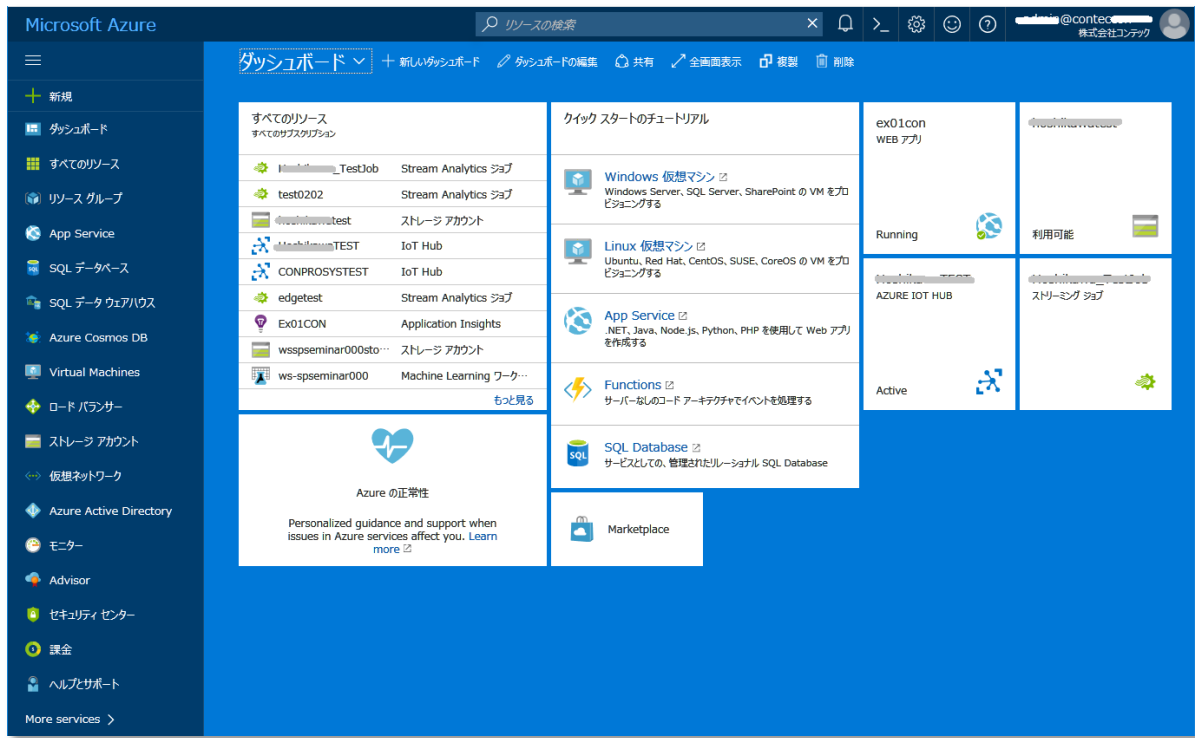 Microsoft Azure
リソースの検索
株式会社コンテック
ダッシュボード
新しいダッシュボード
ダッシュボードの編集
共有
全画面表示
複製
削除
新規
ダッシュボード
すべてのリソース
リソース グループ
App Service
SQL データベース
SQL データ ウェアハウス
Azure Cosmos DB
Virtual Machines
ロード バランサー
ストレージ アカウント
仮想ネットワーク
Azure Active Directory
モニター
Advisor
セキュリティ センター
課金
ヘルプとサポート
More services
すべてのリソース
すべてのサブスクリプション
_TestJob Stream Analytics ジョブ
test0202 Stream Analytics ジョブ
test ストレージ アカウント
TEST IoT Hub
CONPROSYSTEST IoT Hub
edgetest Stream Analytics ジョブ
Ex01CON Application Insights
wsspseminar000sto… ストレージ アカウント
ws-spseminar000 Machine Learning ワーク…
もっと見る
Azure の正常性
Personalized guidance and support when
issues in Azure services affect you. Learn
more
クイック スタートのチュートリアル
Windows 仮想マシン
Windows Server、SQL Server、SharePoint の VM をプロ
ビジョニングする
Linux 仮想マシン
Ubuntu、Red Hat、CentOS、SUSE、CoreOS の VM をプロ
ビジョニングする
App Service
.NET、Java、Node.js、Python、PHP を使用して Web アプリ
を作成する
Functions
サーバーなしのコード アーキテクチャでイベントを処理する
SQL
SQL Database
サービスとしての、管理されたリレーショナル SQL Database
Marketplace
ex01con
WEB アプリ
Running
利用可能
AZURE IOT HUB
Active
ストリーミング ジョブ